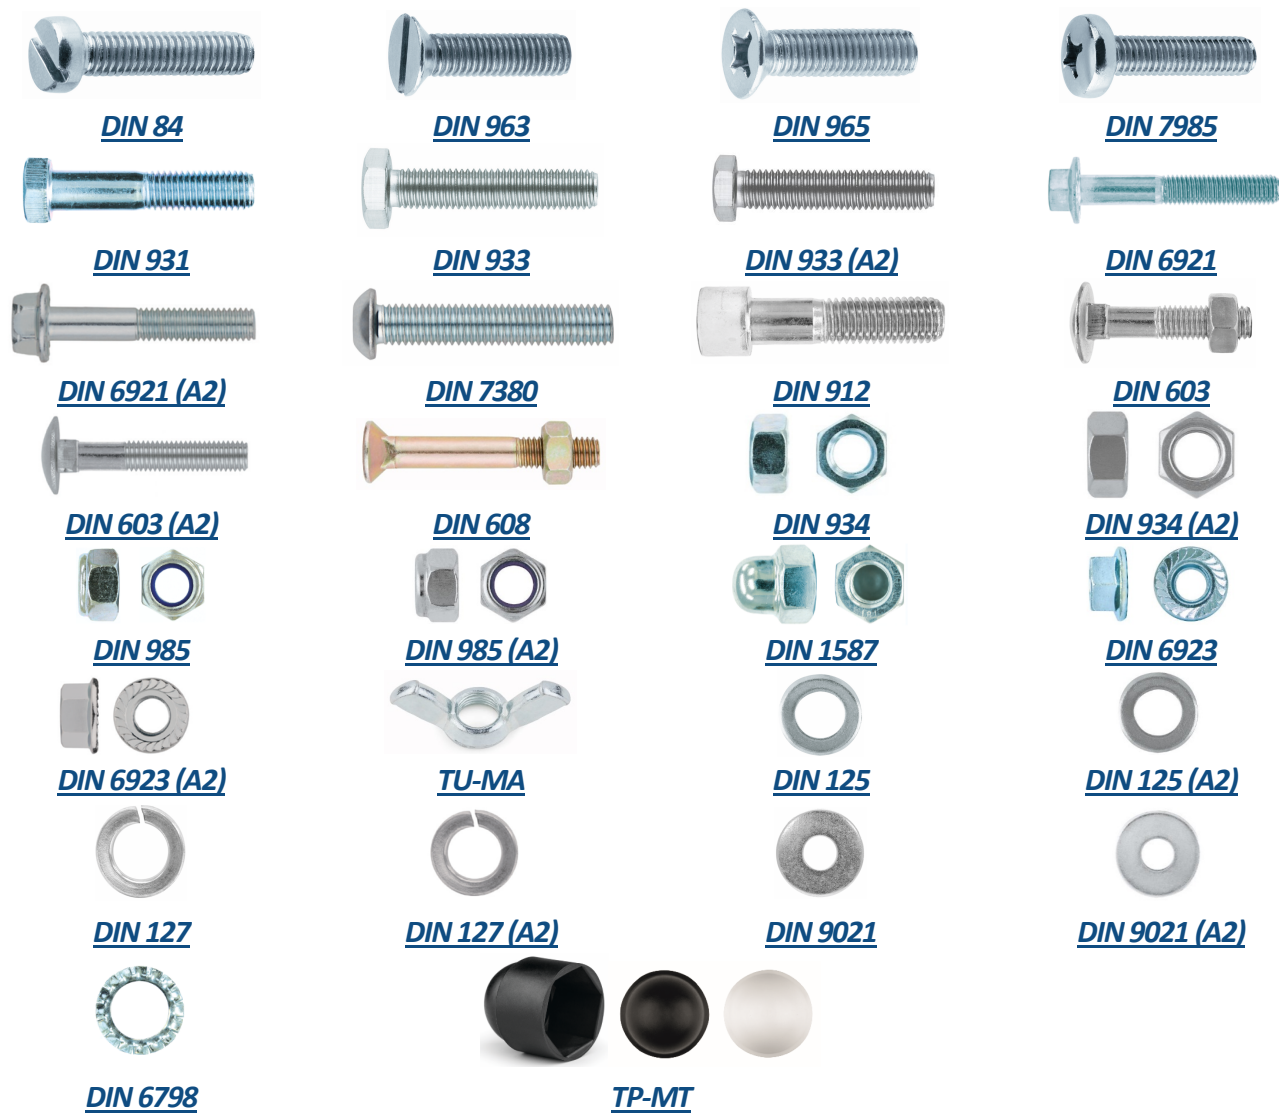 DIN 84 DIN 963 DIN 965 DIN 7985
DIN 931 DIN 933 DIN 933 (A2) DIN 6921
DIN 6921 (A2) DIN 7380 DIN 912 DIN 603
DIN 603 (A2) DIN 608 DIN 934 DIN 934 (A2)
DIN 985 DIN 985 (A2) DIN 1587 DIN 6923
DIN 6923 (A2) TU-MA DIN 125 DIN 125 (A2)
DIN 127 DIN 127 (A2) DIN 9021 DIN 9021 (A2)
DIN 6798 TP-MT